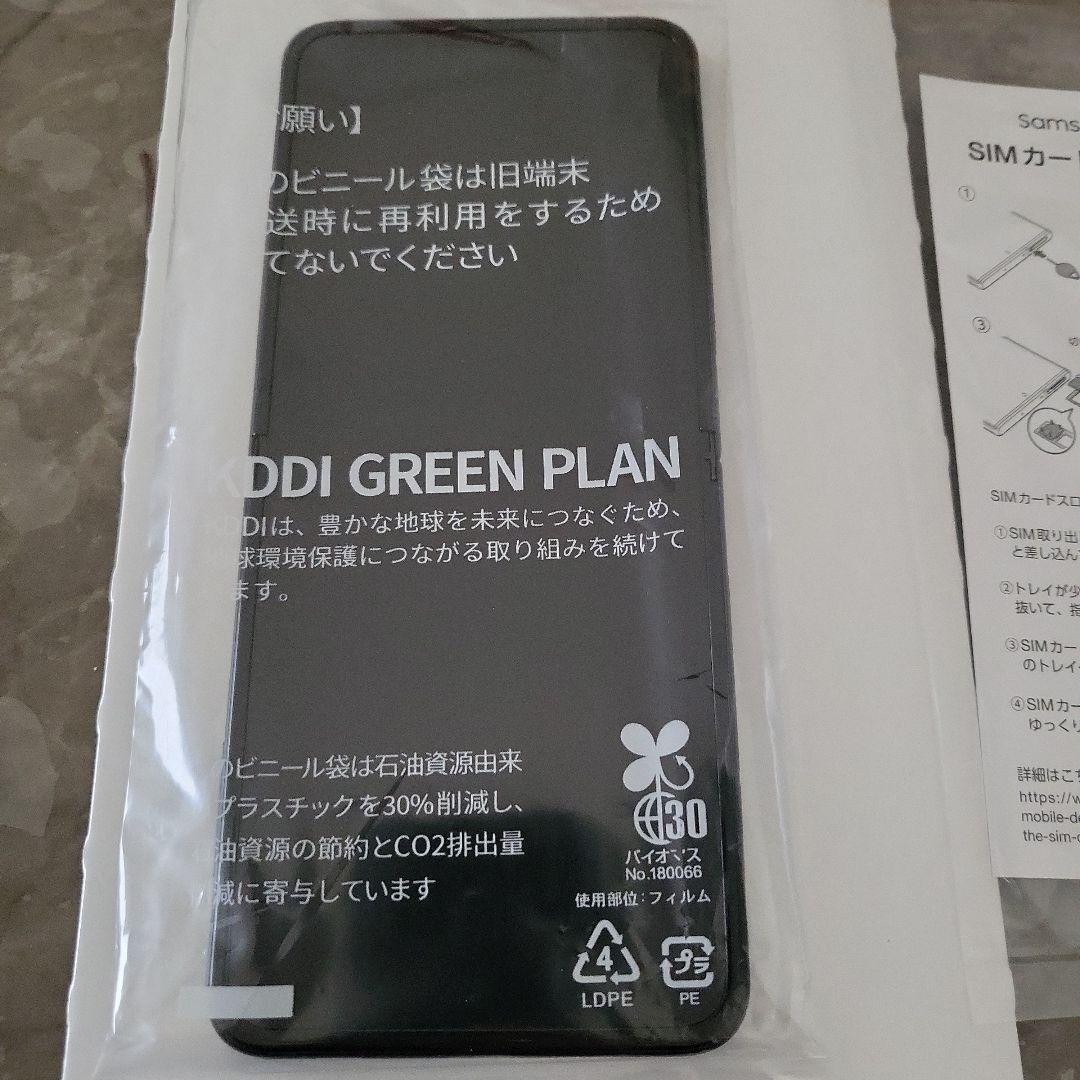 願い】
のビニール袋は旧端末
送時に再利用をするため
てないでください
KDDI GREEN PLAN
DDIは、豊かな地球を未来につなぐため、
球環境保護につながる取り組みを続けて
ます。
のビニール袋は石油資源由来
プラスチックを30%削減し、
油資源の節約とCO2排出量
減に寄与しています
30
バイオマス
No.180066
使用部位：フィルム
4
LDPE
プラ
PE
sams
SIMカー
①
③
切
SIMカードスロ
①SIM取り出
と差し込ん
②トレイが少
抜いて、指
③SIMカー
のトレイ
④SIMカー
ゆっくり
詳細はこち
https://w
mobile-de
the-sim-c